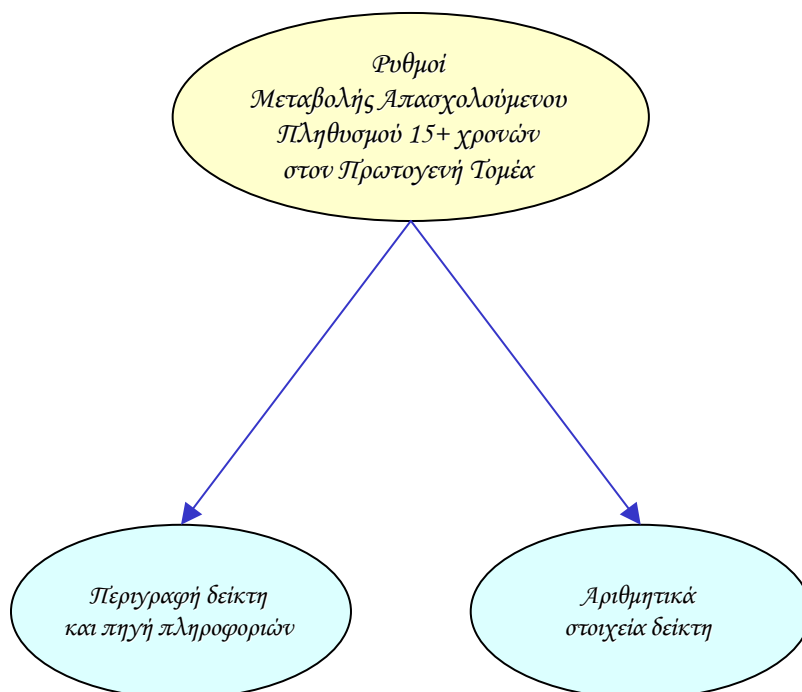 Ρυθμοί
Μεταβολής Απασχολούμενου
Πληθυσμού 15+ χρονών
στον Πρωτογενή Τομέα
Περιγραφή δείκτη
και πηγή πληροφοριών
Αριθμητικά
στοιχεία δείκτη